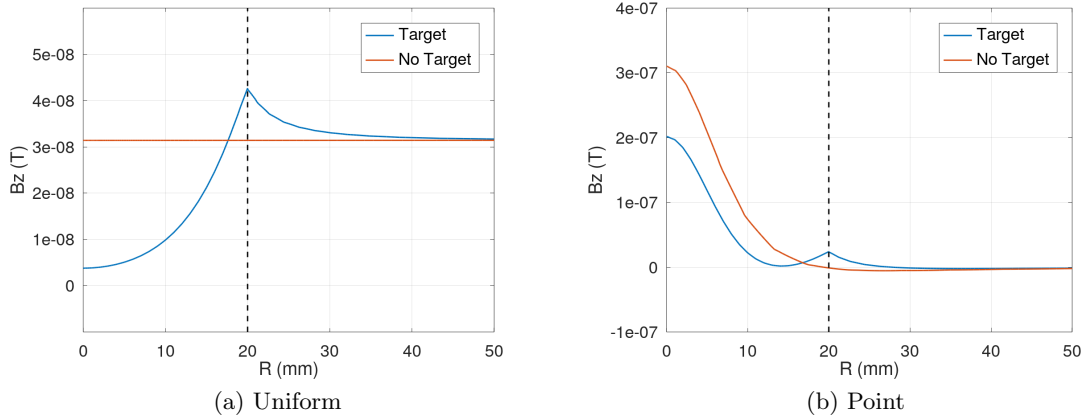 5e-08
4e-08
3e-08
2e-08
1e-08
0
Bz (T)
0 10 20 30 40 50
R (mm)
Target
No Target
(a) Uniform
4e-07
3e-07
2e-07
1e-07
0
-1e-07
Bz (T)
0 10 20 30 40 50
R (mm)
Target
No Target
(b) Point